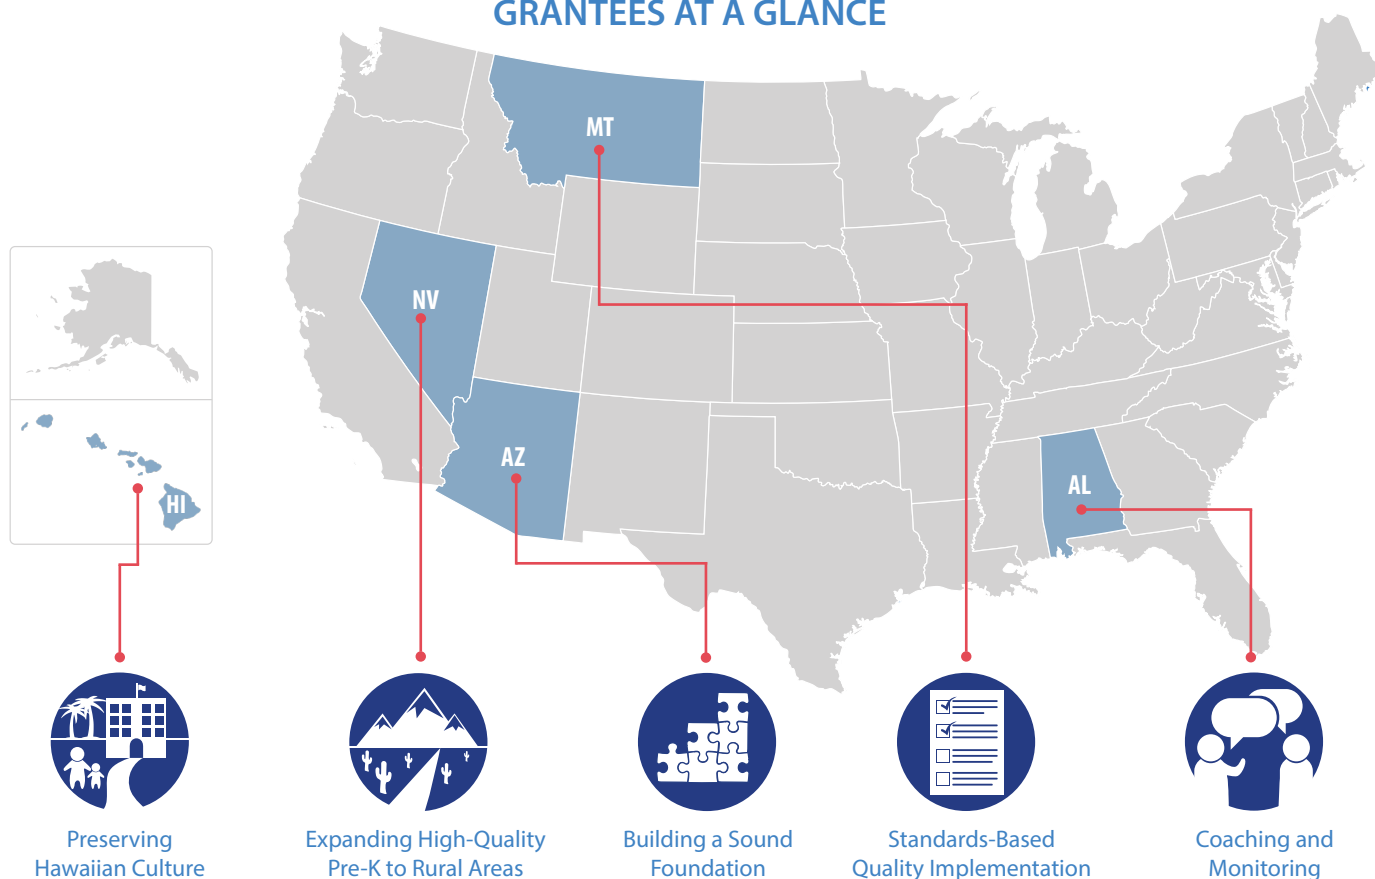 GRANTEES AT A GLANCE
MT
NV
AZ
AL
HI
Preserving
Hawaiian Culture
Expanding High-Quality
Pre-K to Rural Areas
Building a Sound
Foundation
Standards-Based
Quality Implementation
Coaching and
Monitoring